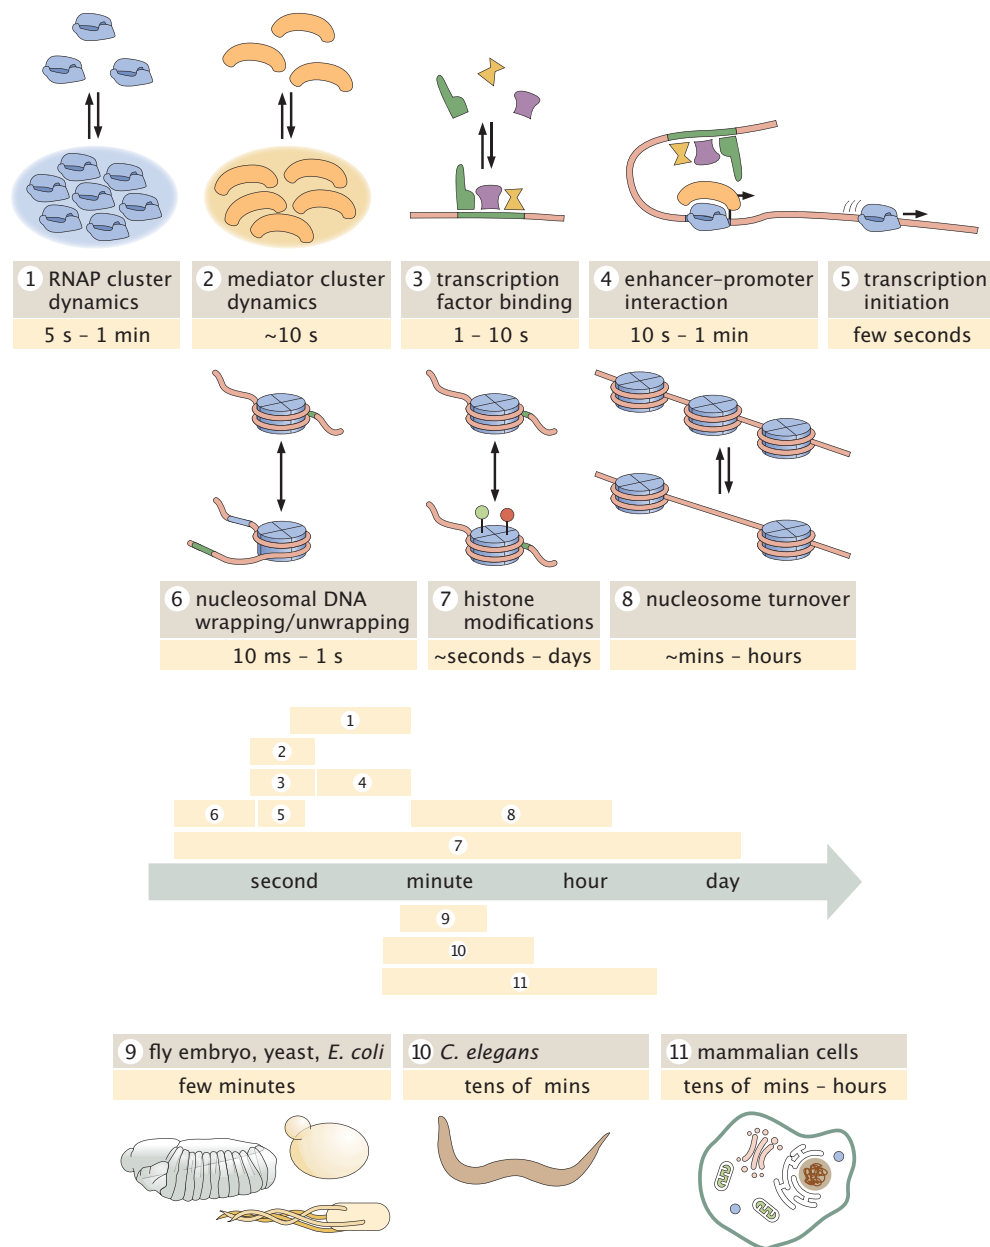 1 RNAP cluster
dynamics
5 s – 1 min
2 mediator cluster
dynamics
~10 s
3 transcription
factor binding
1 – 10 s
4 enhancer–promoter
interaction
10 s – 1 min
5 transcription
initiation
few seconds
6 nucleosomal DNA
wrapping/unwrapping
10 ms – 1 s
7 histone
modifications
~seconds – days
8 nucleosome turnover
~mins – hours
1
2
3 4
6 5 8
7
second minute hour day
9
10
11
9 fly embryo, yeast, E. coli
few minutes
10 C. elegans
tens of mins
11 mammalian cells
tens of mins – hours